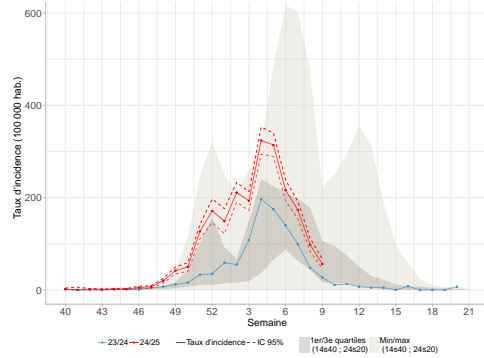 600
400
200
0
Taux d'incidence (100 000 hab.)
40 43 46 49 52 3 6 9 12 15 18 21
Semaine
23/24 24/25 Taux d'incidence IC 95% 1er/3e quartiles Min/max
(14s40 ; 24s20) (14s40 ; 24s20)